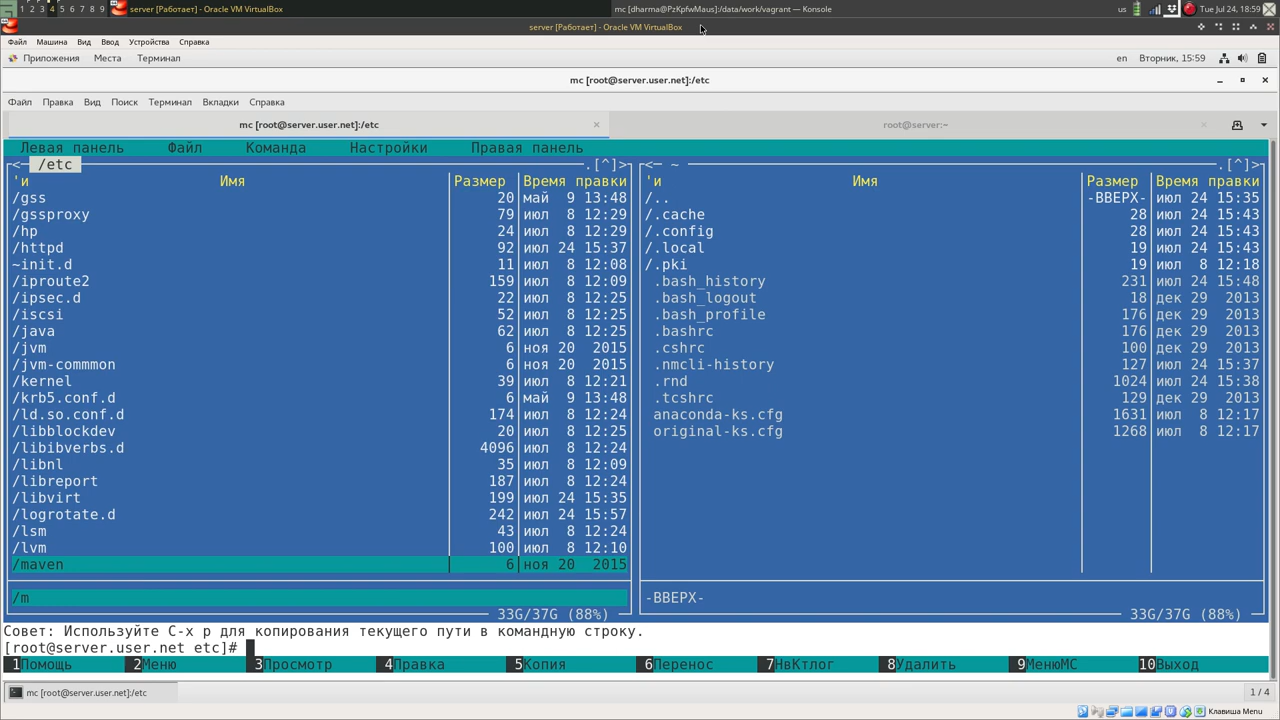 1 2 3 4 5 6 7 8 9 server [Работает] - Oracle VM VirtualBox mc [dharma@PzKpfwMaus]:/data/work/vagrant — Konsole us Tue Jul 24, 18:59
server [Работает] - Oracle VM VirtualBox
Файл Машина Вид Ввод Устройства Справка
Приложения Места Терминал en Вторник, 15:59
mc [root@server.user.net]:/etc
Файл Правка Вид Поиск Терминал Вкладки Справка
mc [root@server.user.net]:/etc root@server:~
Левая панель Файл Команда Настройки Правая панель
<─ /etc .[^]> <─ ~ .[^]>
'и Имя Размер Время правки 'и Имя Размер Время правки
/gss 20 май 9 13:48 /.. -ВВЕРХ- июл 24 15:35
/gssproxy 79 июл 8 12:29 /.cache 28 июл 24 15:43
/hp 24 июл 8 12:29 /.config 28 июл 24 15:43
/httpd 92 июл 24 15:37 /.local 19 июл 24 15:43
~init.d 11 июл 8 12:08 /.pki 19 июл 8 12:18
/iproute2 159 июл 8 12:09 .bash_history 231 июл 24 15:48
/ipsec.d 22 июл 8 12:25 .bash_logout 18 дек 29 2013
/iscsi 52 июл 8 12:25 .bash_profile 176 дек 29 2013
/java 62 июл 8 12:25 .bashrc 176 дек 29 2013
/jvm 6 ноя 20 2015 .cshrc 100 дек 29 2013
/jvm-commmon 6 ноя 20 2015 .nmcli-history 127 июл 24 15:37
/kernel 39 июл 8 12:21 .rnd 1024 июл 24 15:38
/krb5.conf.d 6 май 9 13:48 .tcshrc 129 дек 29 2013
/ld.so.conf.d 174 июл 8 12:24 anaconda-ks.cfg 1631 июл 8 12:17
/libblockdev 20 июл 8 12:25 original-ks.cfg 1268 июл 8 12:17
/libibverbs.d 4096 июл 8 12:24
/libnl 35 июл 8 12:09
/libreport 187 июл 8 12:24
/libvirt 199 июл 24 15:35
/logrotate.d 242 июл 24 15:57
/lsm 43 июл 8 12:24
/lvm 100 июл 8 12:10
/maven 6 ноя 20 2015
/m -ВВЕРХ-
33G/37G (88%) 33G/37G (88%)
Совет: Используйте C-x p для копирования текущего пути в командную строку.
[root@server.user.net etc]#
1Помощь 2Меню 3Просмотр 4Правка 5Копия 6Перенос 7НвКтлог 8Удалить 9МенюМС 10Выход
mc [root@server.user.net]:/etc 1 / 4
Клавиша Menu